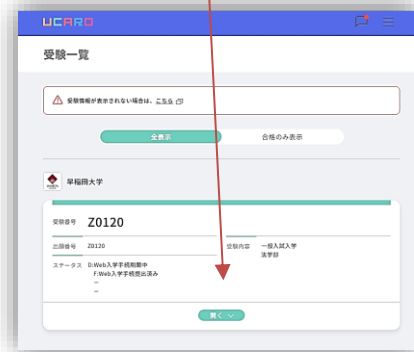 UCARO
受験一覧
受験情報が表示されない場合は、こちら
全表示
合格のみ表示
早稲田大学
受験番号 Z0120
出願番号 Z0120
受験内容 一般入試入学
法学部
ステータス D:Web入学手続期間中
F:Web入学手続提出済み
--
--
開く